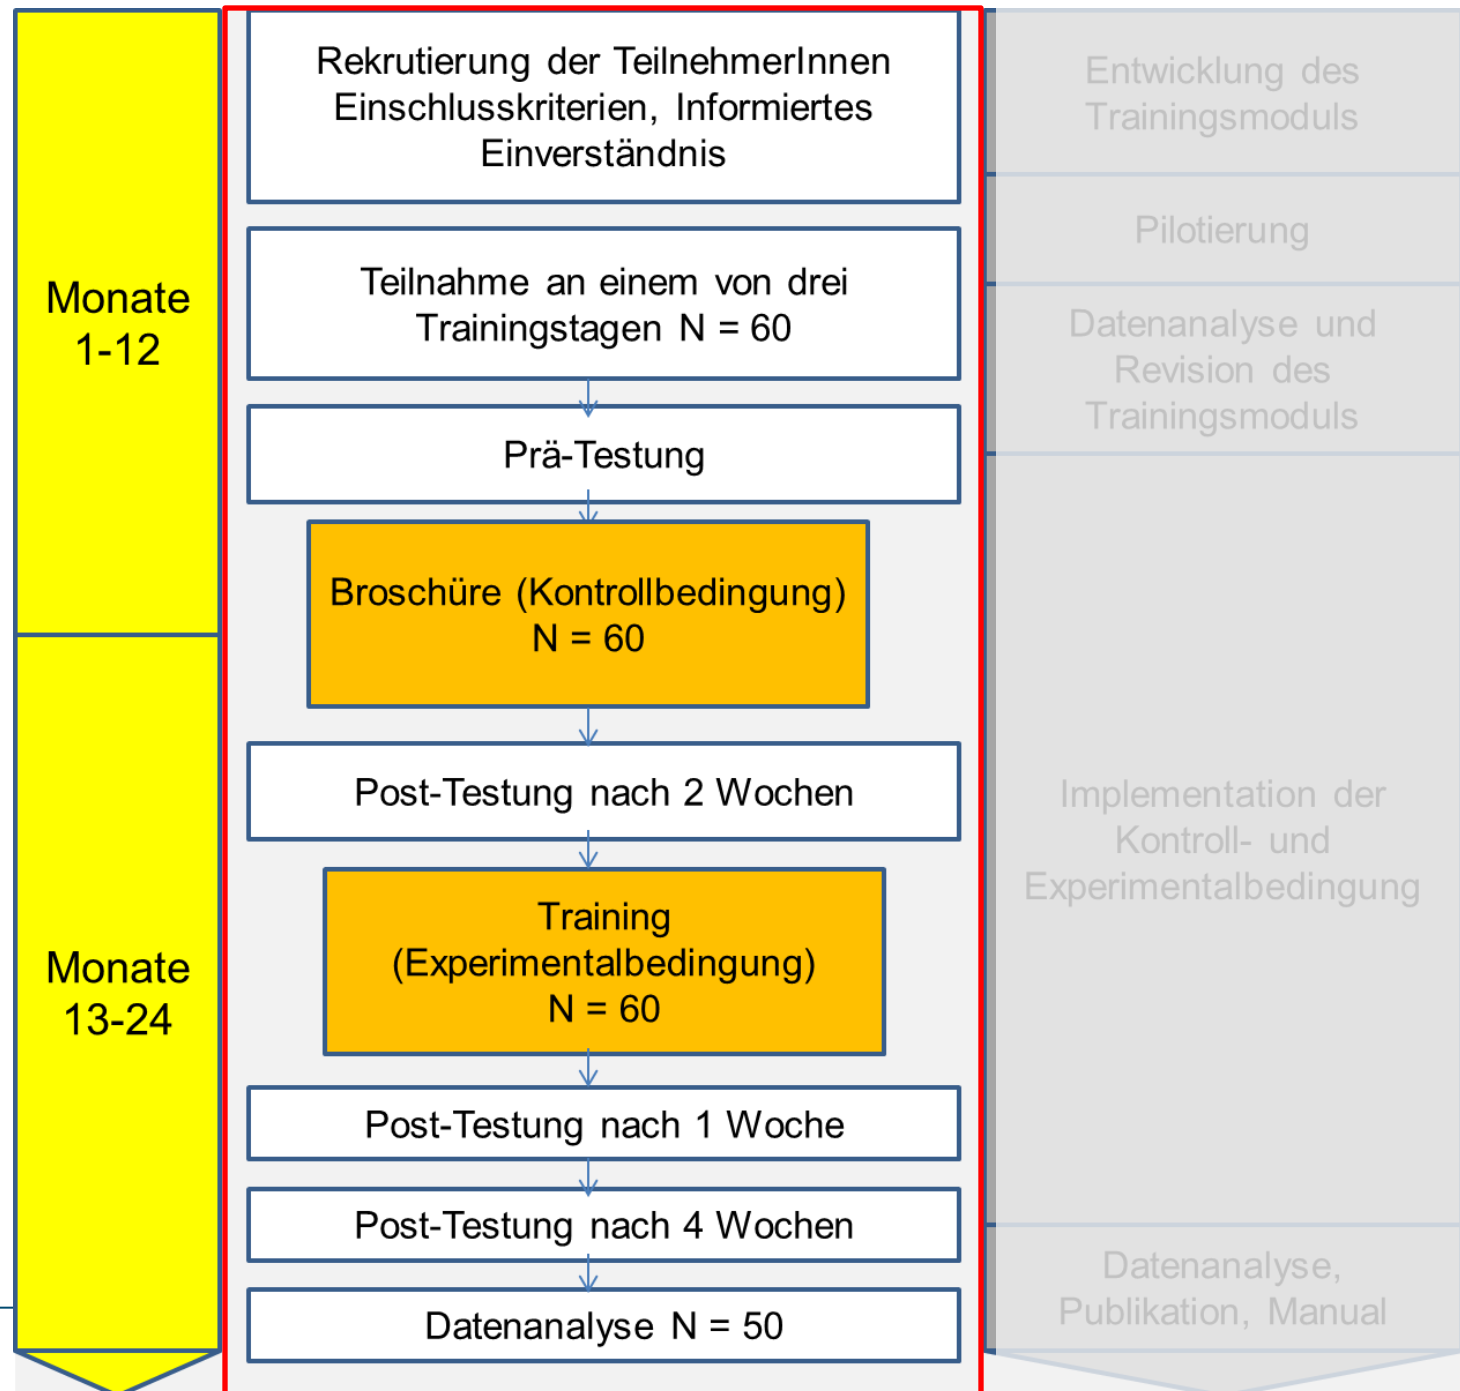 Monate
1-12
Monate
13-24
Rekrutierung der TeilnehmerInnen
Einschlusskriterien, Informiertes
Einverständnis
Teilnahme an einem von drei
Trainingstagen N = 60
Prä-Testung
Broschüre (Kontrollbedingung)
N = 60
Post-Testung nach 2 Wochen
Training
(Experimentalbedingung)
N = 60
Post-Testung nach 1 Woche
Post-Testung nach 4 Wochen
Datenanalyse N = 50
Entwicklung des
Trainingsmoduls
Pilotierung
Datenanalyse und
Revision des
Trainingsmoduls
Implementation der
Kontroll- und
Experimentalbedingung
Datenanalyse,
Publikation, Manual